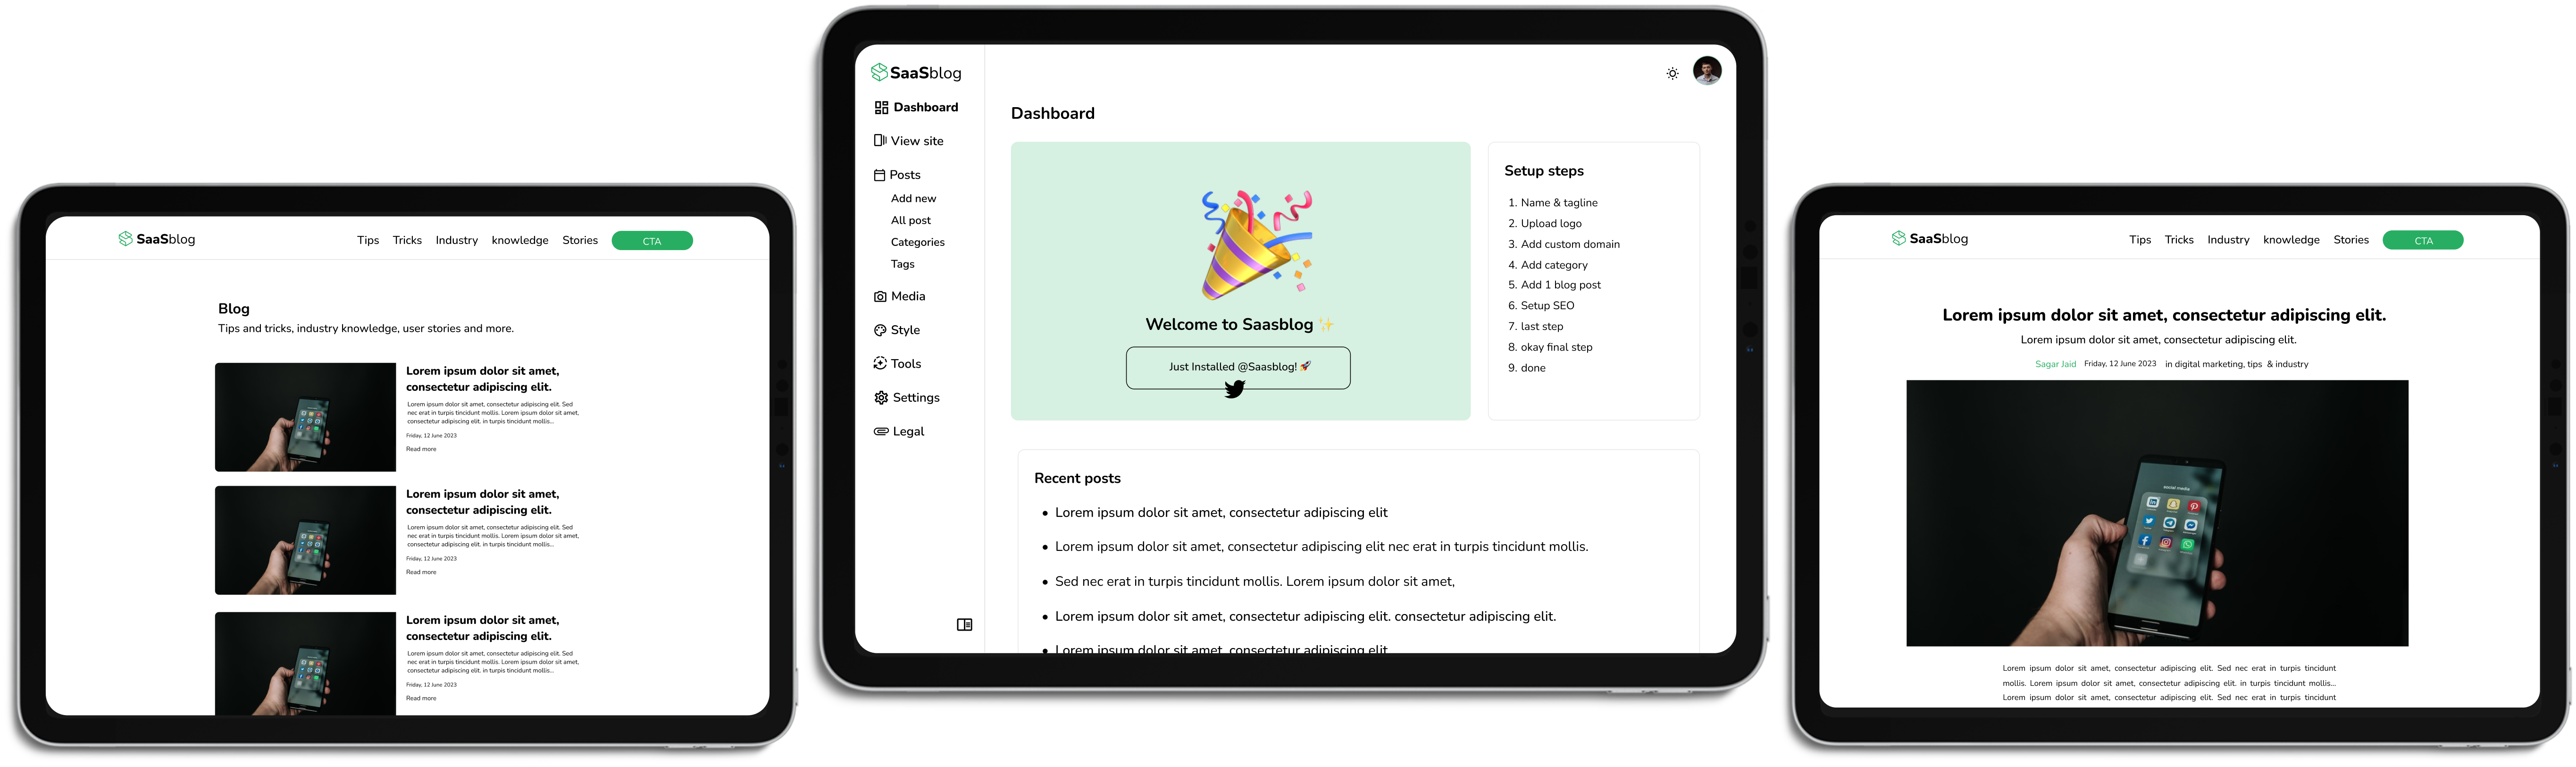 SaaSblog
Tips Tricks Industry knowledge Stories CTA
Blog
Tips and tricks, industry knowledge, user stories and more.
Lorem ipsum dolor sit amet,
consectetur adipiscing elit.
Lorem ipsum dolor sit amet, consectetur adipiscing elit. Sed
nec erat in turpis tincidunt mollis. Lorem ipsum dolor sit amet,
consectetur adipiscing elit. in turpis tincidunt mollis...
Friday, 12 June 2023
Read more
Lorem ipsum dolor sit amet,
consectetur adipiscing elit.
Lorem ipsum dolor sit amet, consectetur adipiscing elit. Sed
nec erat in turpis tincidunt mollis. Lorem ipsum dolor sit amet,
consectetur adipiscing elit. in turpis tincidunt mollis...
Friday, 12 June 2023
Read more
Lorem ipsum dolor sit amet,
consectetur adipiscing elit.
Lorem ipsum dolor sit amet, consectetur adipiscing elit. Sed
nec erat in turpis tincidunt mollis. Lorem ipsum dolor sit amet,
consectetur adipiscing elit. in turpis tincidunt mollis...
Friday, 12 June 2023
Read more
SaaSblog
Dashboard
View site
Posts
Add new
All post
Categories
Tags
Media
Style
Tools
Settings
Legal
Dashboard
Welcome to Saasblog ✨
Just Installed @Saasblog! 🚀
Setup steps
1. Name & tagline
2. Upload logo
3. Add custom domain
4. Add category
5. Add 1 blog post
6. Setup SEO
7. last step
8. okay final step
9. done
Recent posts
• Lorem ipsum dolor sit amet, consectetur adipiscing elit
• Lorem ipsum dolor sit amet, consectetur adipiscing elit nec erat in turpis tincidunt mollis.
• Sed nec erat in turpis tincidunt mollis. Lorem ipsum dolor sit amet,
• Lorem ipsum dolor sit amet, consectetur adipiscing elit. consectetur adipiscing elit.
• Lorem ipsum dolor sit amet, consectetur adipiscing elit
SaaSblog
Tips Tricks Industry knowledge Stories CTA
Lorem ipsum dolor sit amet, consectetur adipiscing elit.
Lorem ipsum dolor sit amet, consectetur adipiscing elit.
Sagar Jaid Friday, 12 June 2023 in digital marketing, tips & industry
social media
Lorem ipsum dolor sit amet, consectetur adipiscing elit. Sed nec erat in turpis tincidunt
mollis. Lorem ipsum dolor sit amet, consectetur adipiscing elit. in turpis tincidunt mollis...
Lorem ipsum dolor sit amet, consectetur adipiscing elit. Sed nec erat in turpis tincidunt